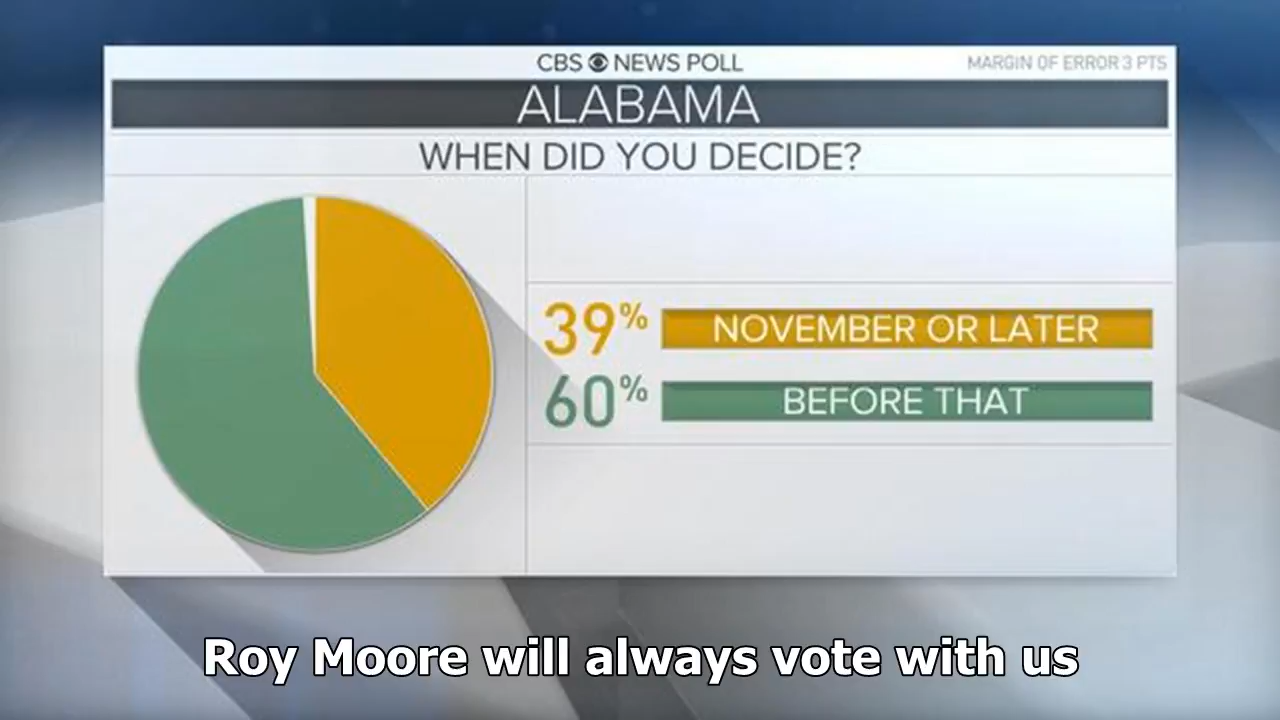 CBS NEWS POLL
MARGIN OF ERROR 3 PTS
ALABAMA
WHEN DID YOU DECIDE?
39% NOVEMBER OR LATER
60% BEFORE THAT
Roy Moore will always vote with us